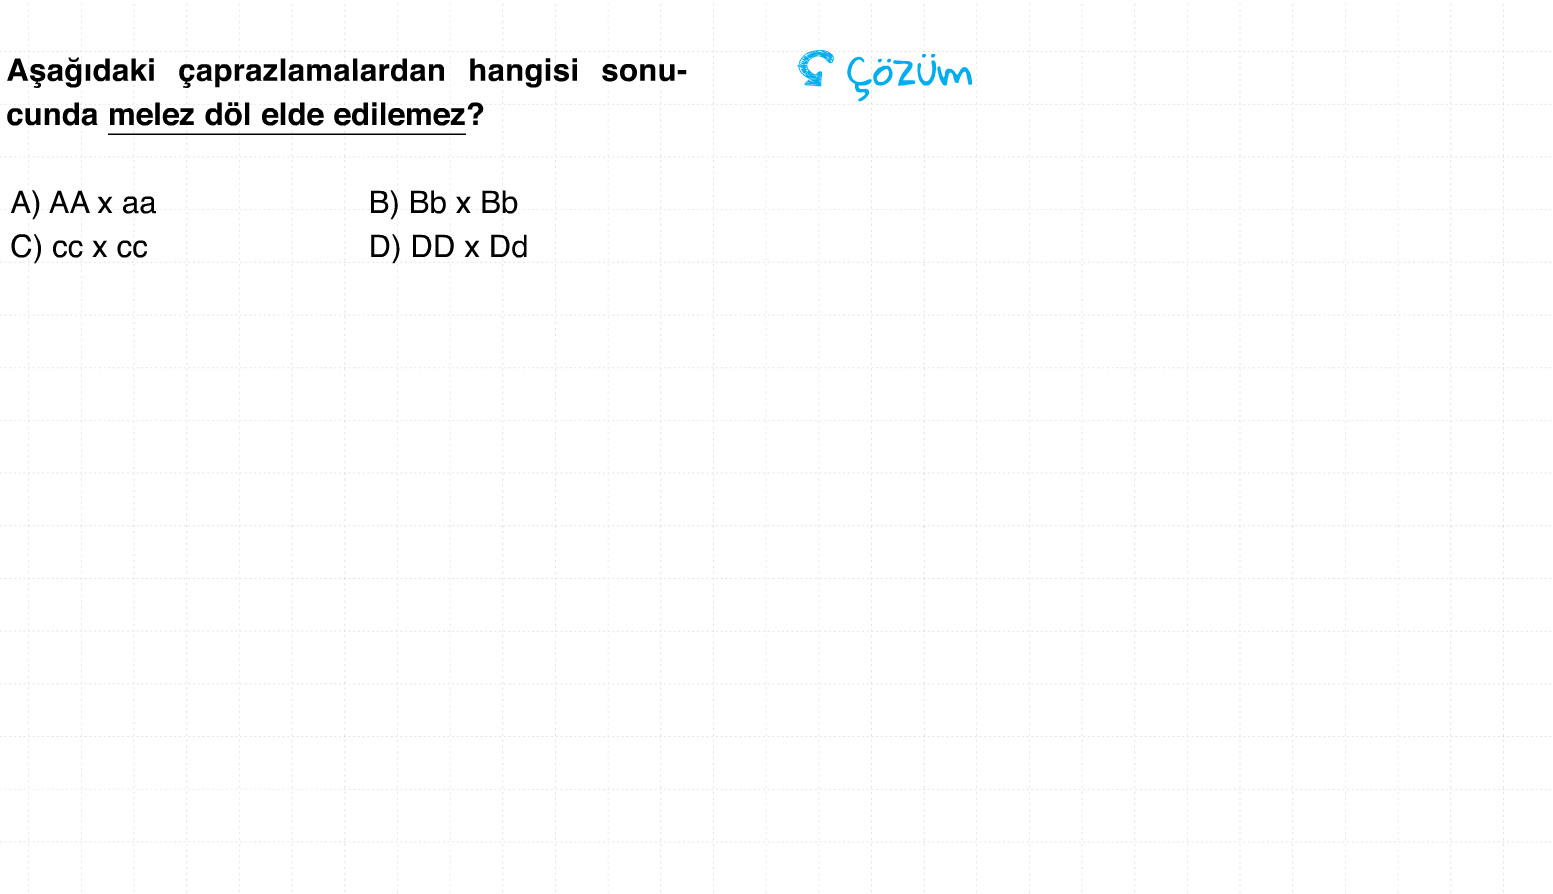 Aşağıdaki çaprazlamalardan hangisi sonu-
cunda melez döl elde edilemez?
A) AA x aa B) Bb x Bb
C) cc x cc D) DD x Dd
Çözüm